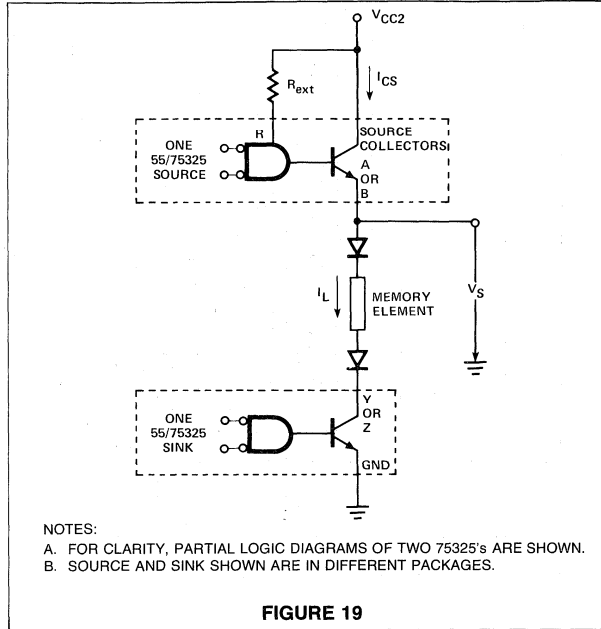 VCC2
ICS
Rext
R
ONE
55/75325
SOURCE
SOURCE
COLLECTORS
A
OR
B
IL
MEMORY
ELEMENT
VS
ONE
55/75325
SINK
Y
OR
Z
GND
NOTES:
A. FOR CLARITY, PARTIAL LOGIC DIAGRAMS OF TWO 75325's ARE SHOWN.
B. SOURCE AND SINK SHOWN ARE IN DIFFERENT PACKAGES.
FIGURE 19